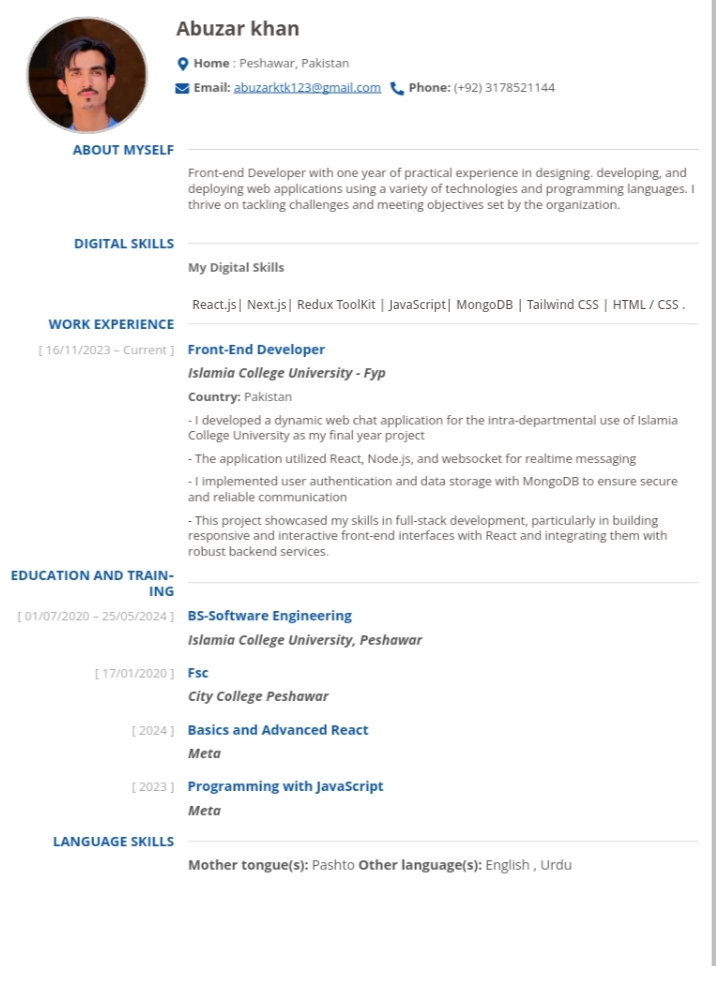 Abuzar khan
Home : Peshawar, Pakistan
Email: abuzarktk123@gmail.com Phone: (+92) 3178521144
ABOUT MYSELF
Front-end Developer with one year of practical experience in designing. developing, and
deploying web applications using a variety of technologies and programming languages. I
thrive on tackling challenges and meeting objectives set by the organization.
DIGITAL SKILLS
My Digital Skills
React.js| Next.js| Redux ToolKit | JavaScript| MongoDB | Tailwind CSS | HTML / CSS .
WORK EXPERIENCE
[ 16/11/2023 – Current ] Front-End Developer
Islamia College University - Fyp
Country: Pakistan
- I developed a dynamic web chat application for the intra-departmental use of Islamia
College University as my final year project
- The application utilized React, Node.js, and websocket for realtime messaging
- I implemented user authentication and data storage with MongoDB to ensure secure
and reliable communication
- This project showcased my skills in full-stack development, particularly in building
responsive and interactive front-end interfaces with React and integrating them with
robust backend services.
EDUCATION AND TRAIN-
ING
[ 01/07/2020 – 25/05/2024 ] BS-Software Engineering
Islamia College University, Peshawar
[ 17/01/2020 ] Fsc
City College Peshawar
[ 2024 ] Basics and Advanced React
Meta
[ 2023 ] Programming with JavaScript
Meta
LANGUAGE SKILLS
Mother tongue(s): Pashto Other language(s): English , Urdu